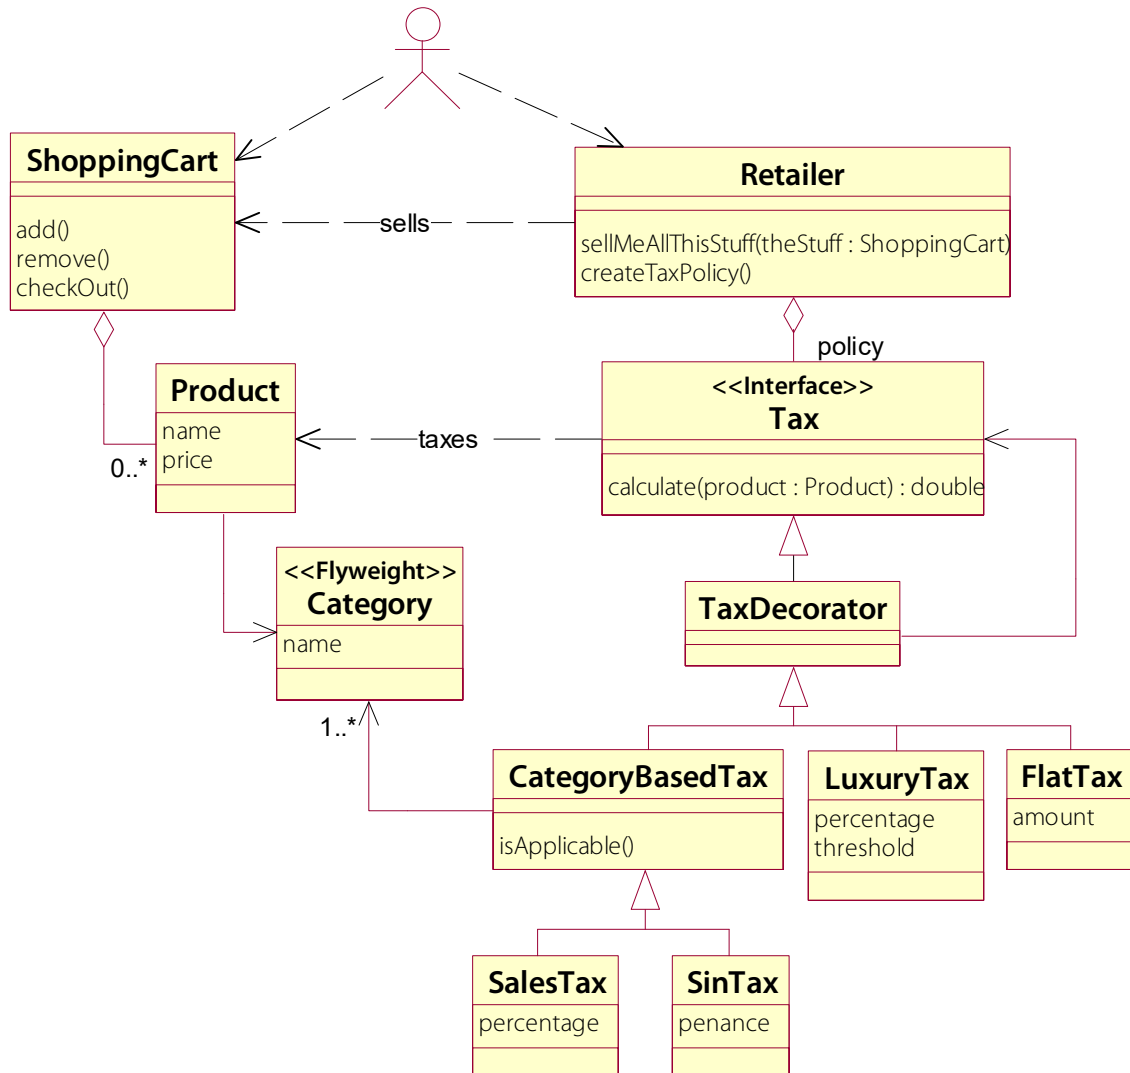 ShoppingCart
add()
remove()
checkOut()
sells
Retailer
sellMeAllThisStuff(theStuff : ShoppingCart)
createTaxPolicy()
policy
Product
name
price
0..*
taxes
<<Interface>>
Tax
calculate(product : Product) : double
<<Flyweight>>
Category
name
1..*
TaxDecorator
CategoryBasedTax
isApplicable()
LuxuryTax
percentage
threshold
FlatTax
amount
SalesTax
percentage
SinTax
penance